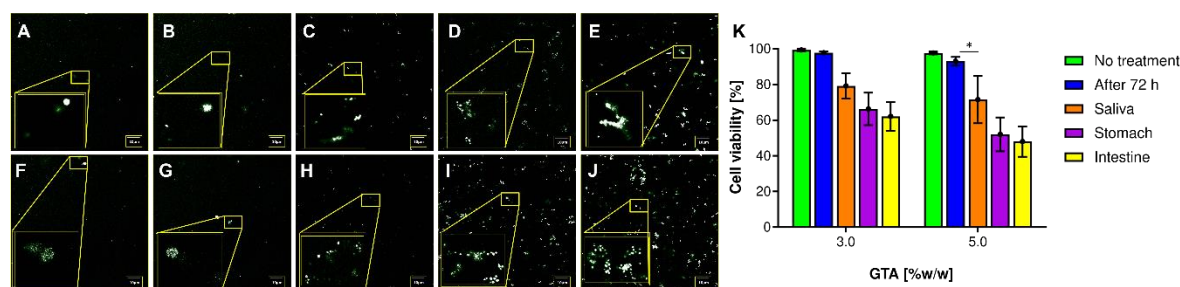 A
B
C
D
E
F
G
H
I
J
K
*
100
80
60
40
20
0
Cell viability [%]
3.0
5.0
GTA [%w/w]
No treatment
After 72 h
Saliva
Stomach
Intestine